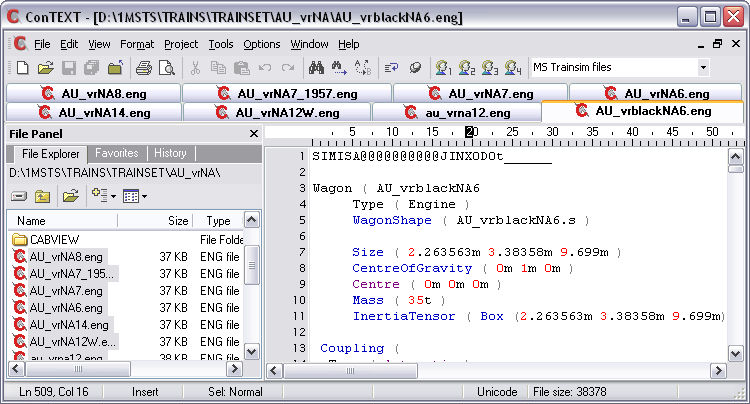 ConTEXT - [D:\1MSTS\TRAINS\TRAINSET\AU_vrNA\AU_vrblackNA6.eng]
File Edit View Format Project Tools Options Window Help
MS Trainsim files
AU_vrNA8.eng AU_vrNA7_1957.eng AU_vrNA7.eng AU_vrNA6.eng
AU_vrNA14.eng AU_vrNA12W.eng au_vrna12.eng AU_vrblackNA6.eng
File Panel
File Explorer Favorites History
D:\1MSTS\TRAINS\TRAINSET\AU_vrNA\
Name Size Type
CABVIEW File Folde
AU_vrNA8.eng 37 KB ENG file
AU_vrNA7_195... 37 KB ENG file
AU_vrNA7.eng 37 KB ENG file
AU_vrNA6.eng 37 KB ENG file
AU_vrNA14.eng 37 KB ENG file
AU_vrNA12W.e... 37 KB ENG file
au_vrna12.eng 38 KB ENG file
5 10 15 20 25 30 35 40 45 50
1 SIMISA@@@@@@@@@@JINX0D0t______
2
3 Wagon ( AU_vrblackNA6
4 Type ( Engine )
5 WagonShape ( AU_vrblackNA6.s )
6
7 Size ( 2.263563m 3.38358m 9.699m )
8 CentreOfGravity ( 0m 1m 0m )
9 Centre ( 0m 0m 0m )
10 Mass ( 35t )
11 InertiaTensor ( Box (2.263563m 3.38358m 9.699m)
12
13 Coupling (
Ln 509, Col 16 Insert Sel: Normal Unicode File size: 38378